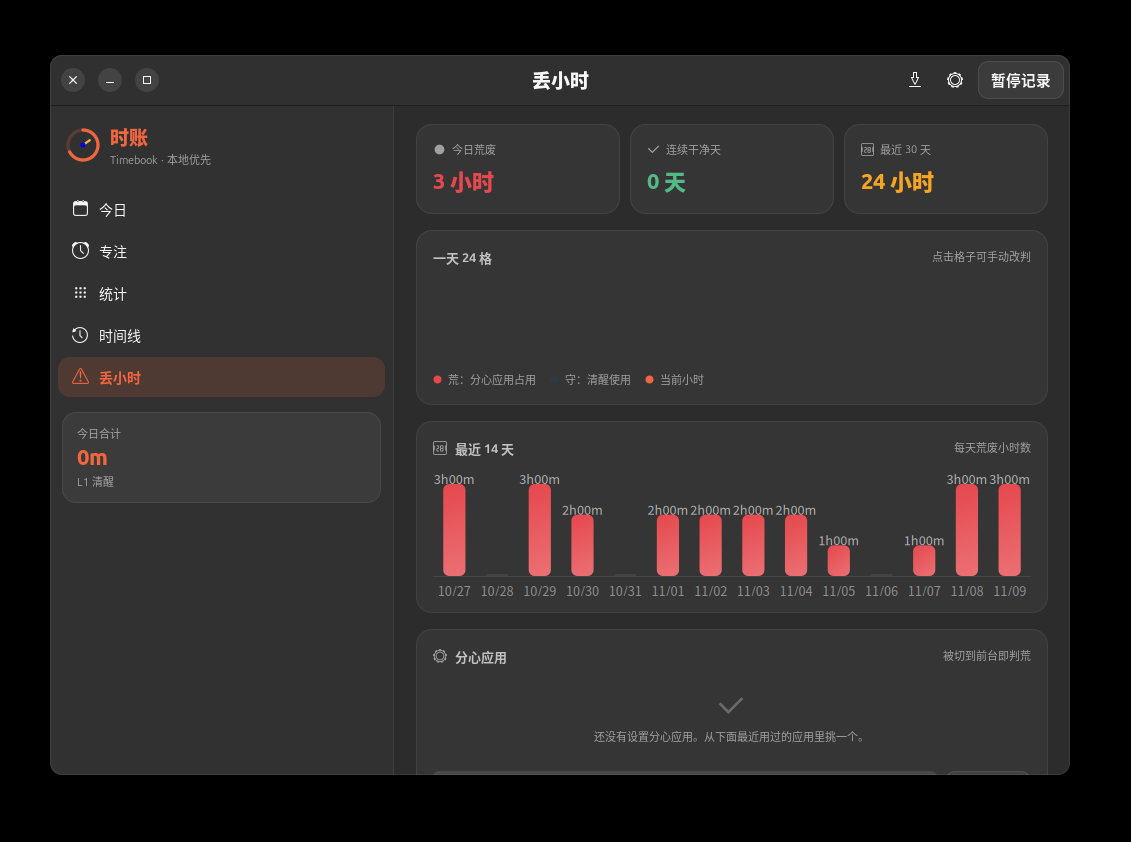 丢小时
暂停记录
时账
Timebook · 本地优先
今日
专注
统计
时间线
丢小时
今日合计
0m
L1 清醒
今日荒废
3 小时
连续干净天
0 天
最近 30 天
24 小时
一天 24 格
点击格子可手动改判
荒：分心应用占用
守：清醒使用
当前小时
最近 14 天
每天荒废小时数
3h00m 3h00m 2h00m 2h00m 2h00m 2h00m 2h00m 1h00m 1h00m 3h00m 3h00m
10/27 10/28 10/29 10/30 10/31 11/01 11/02 11/03 11/04 11/05 11/06 11/07 11/08 11/09
分心应用
被切到前台即判荒
还没有设置分心应用。从下面最近用过的应用里挑一个。